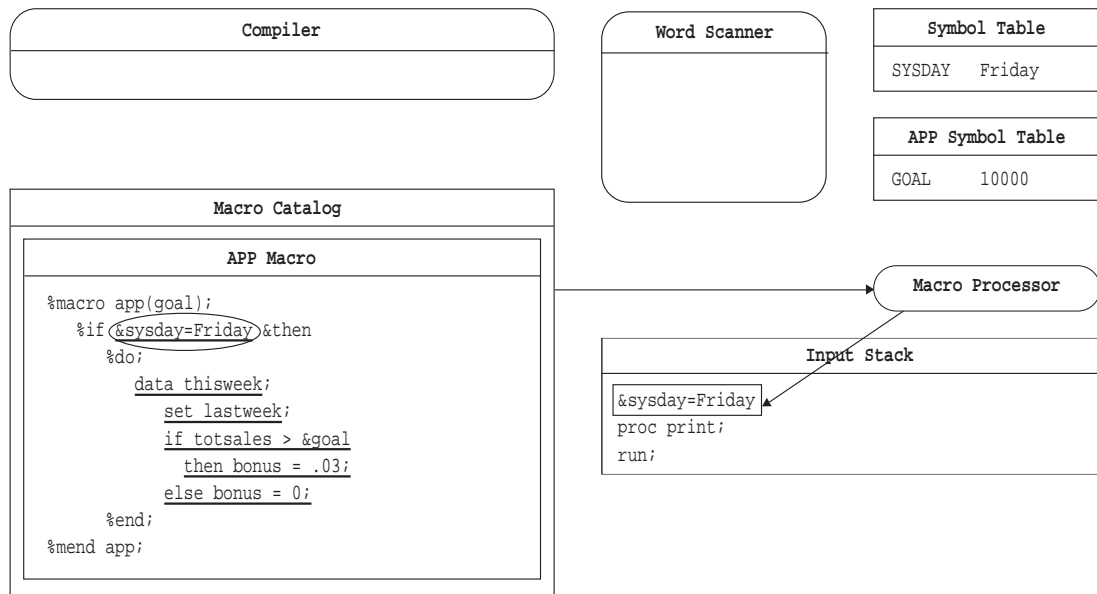 Compiler
Word Scanner
Symbol Table
SYSDAY Friday
APP Symbol Table
GOAL 10000
Macro Catalog
APP Macro
%macro app(goal);
%if &sysday=Friday &then
%do;
data thisweek;
set lastweek;
if totsales > &goal
then bonus = .03;
else bonus = 0;
%end;
%mend app;
Macro Processor
Input Stack
&sysday=Friday
proc print;
run;